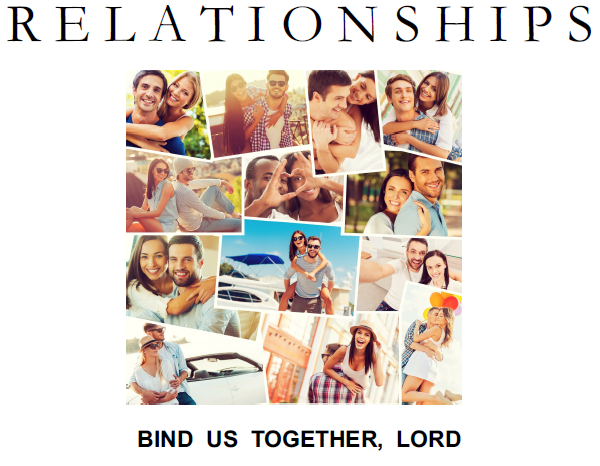 RELATIONSHIPS
BIND US TOGETHER, LORD